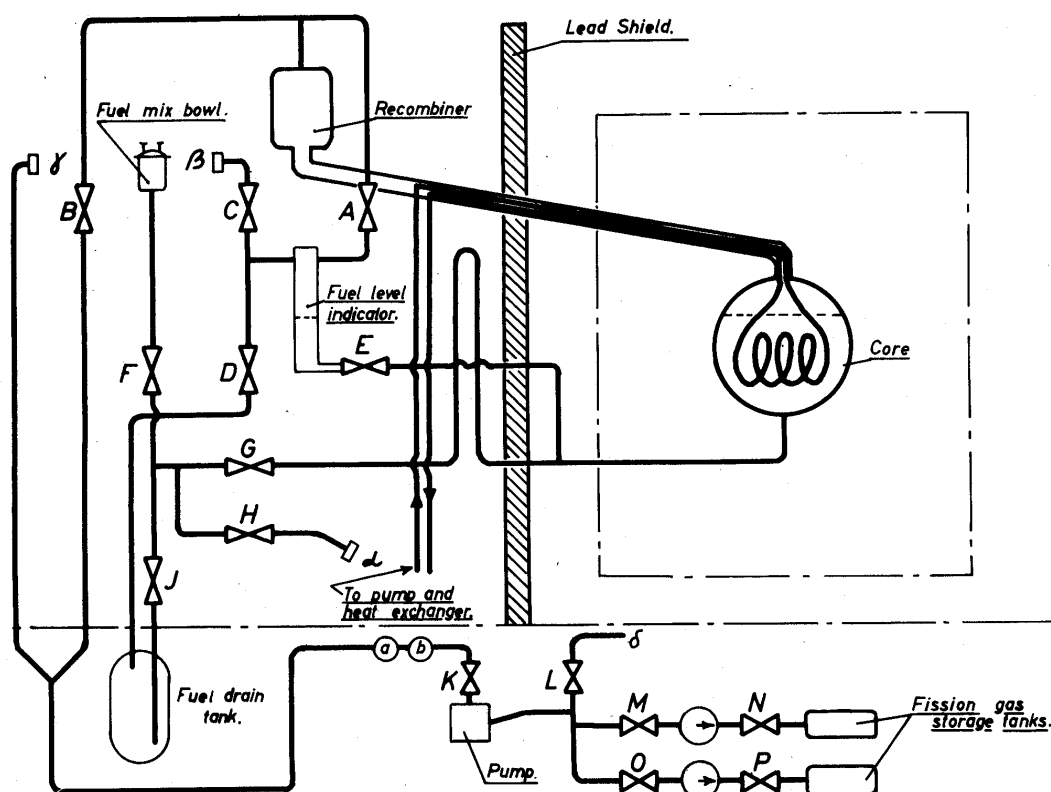 Lead Shield.
Fuel mix bowl.
Recombiner
γ
β
B
C
A
Fuel level
indicator.
E
Core
F
D
G
H
α
J
To pump and
heat exchanger.
δ
a
b
K
L
M
N
Fission gas
storage tanks.
Fuel drain
tank.
Pump.
O
P